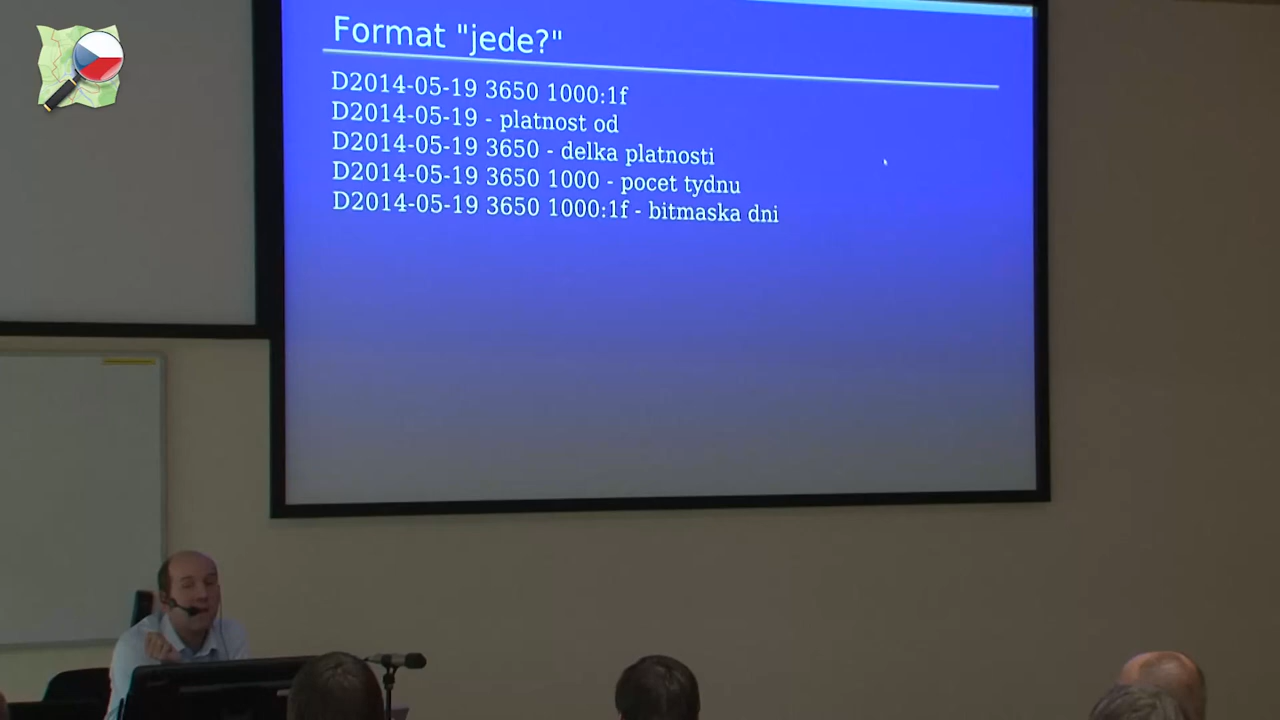 Format "jede?"
D2014-05-19 3650 1000:1f
D2014-05-19 - platnost od
D2014-05-19 3650 - delka platnosti
D2014-05-19 3650 1000 - pocet tydnu
D2014-05-19 3650 1000:1f - bitmaska dni